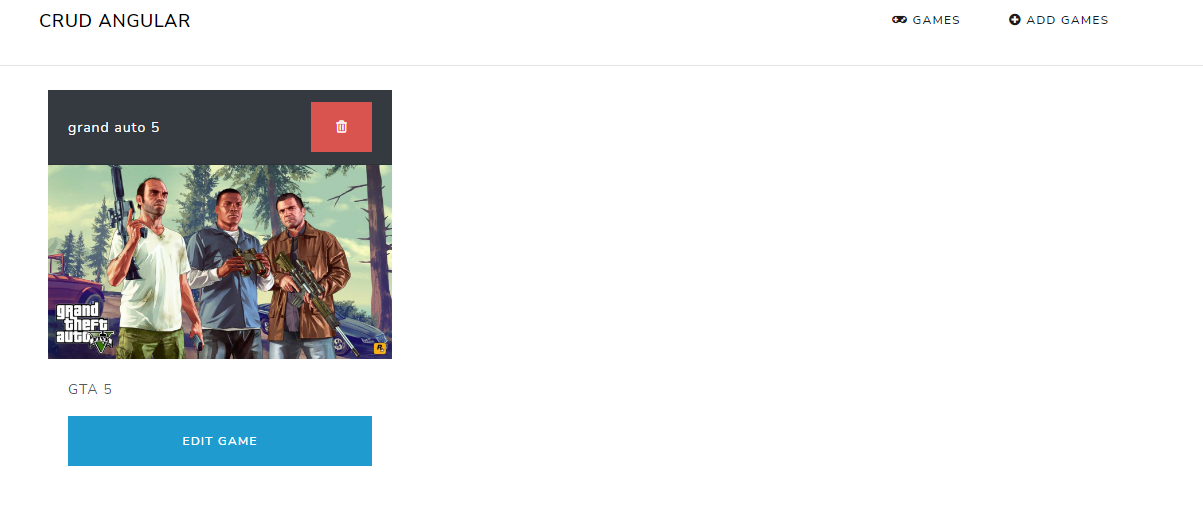 CRUD ANGULAR
GAMES
ADD GAMES
grand auto 5
grand
theft
auto
V
R
GTA 5
EDIT GAME